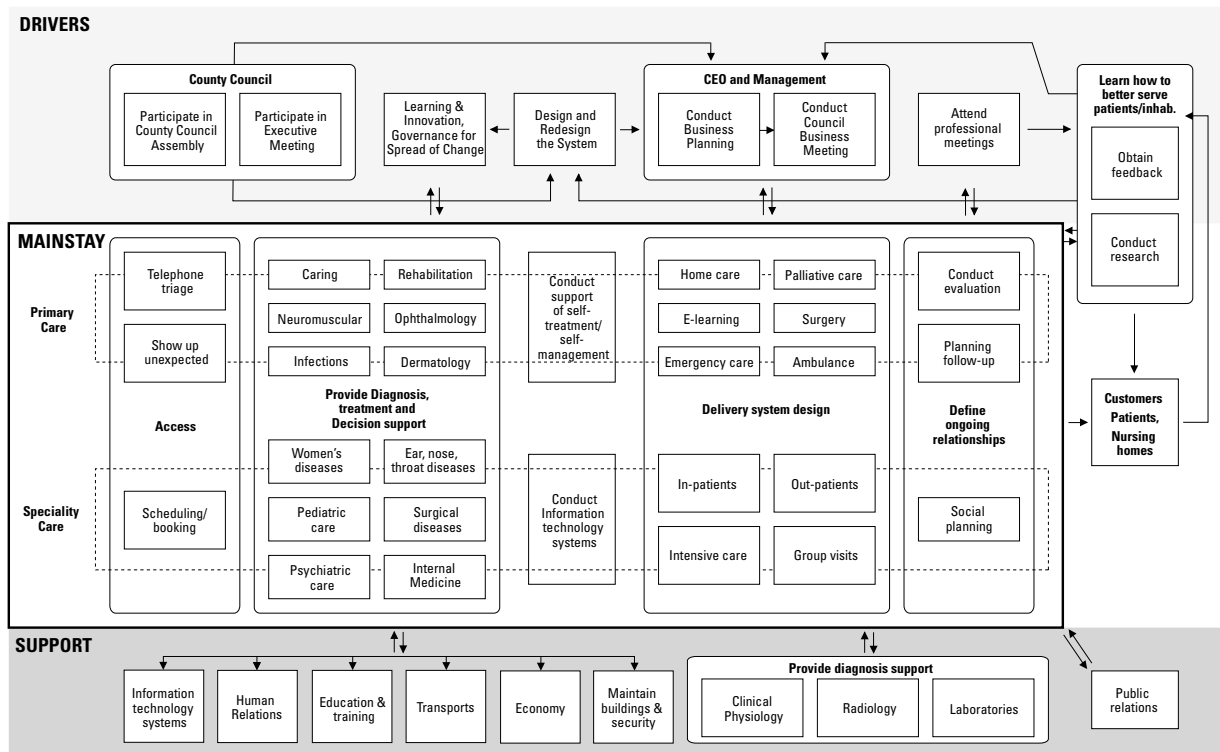 DRIVERS
County Council
Participate in
County Council
Assembly
Participate in
Executive
Meeting
Learning &
Innovation,
Governance for
Spread of Change
Design and
Redesign
the System
CEO and Management
Conduct
Business
Planning
Conduct
Council
Business
Meeting
Attend
professional
meetings
Learn how to
better serve
patients/inhab.
Obtain
feedback
Conduct
research
MAINSTAY
Primary
Care
Telephone
triage
Show up
unexpected
Access
Speciality
Care
Scheduling/
booking
Caring
Rehabilitation
Neuromuscular
Ophthalmology
Infections
Dermatology
Provide Diagnosis,
treatment and
Decision support
Women's
diseases
Ear, nose,
throat diseases
Pediatric
care
Surgical
diseases
Psychiatric
care
Internal
Medicine
Conduct
support
of self-
treatment/
self-
management
Conduct
Information
technology
systems
Home care
Palliative care
E-learning
Surgery
Emergency care
Ambulance
Delivery system design
In-patients
Out-patients
Intensive care
Group visits
Conduct
evaluation
Planning
follow-up
Define
ongoing
relationships
Social
planning
Customers
Patients,
Nursing
homes
SUPPORT
Information
technology
systems
Human
Relations
Education &
training
Transports
Economy
Maintain
buildings &
security
Provide diagnosis support
Clinical
Physiology
Radiology
Laboratories
Public
relations